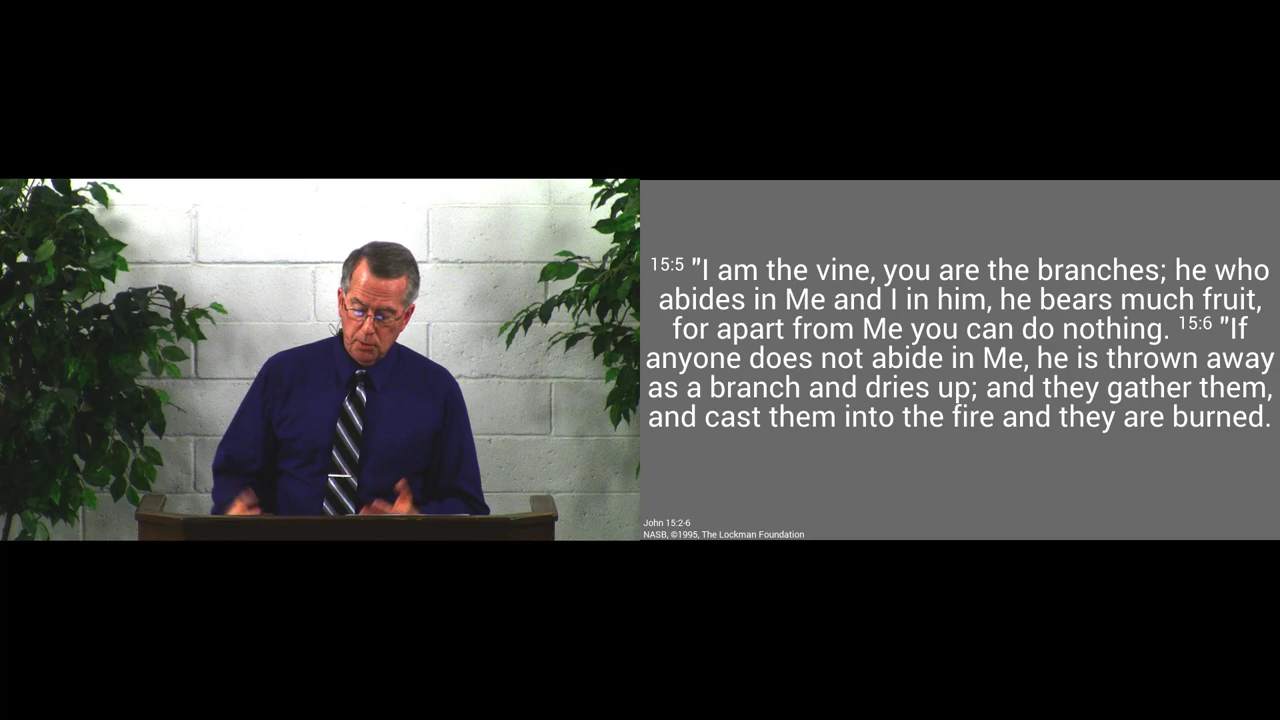 15:5 "I am the vine, you are the branches; he who
abides in Me and I in him, he bears much fruit,
for apart from Me you can do nothing. 15:6 "If
anyone does not abide in Me, he is thrown away
as a branch and dries up; and they gather them,
and cast them into the fire and they are burned.
John 15:2-6
NASB, ©1995, The Lockman Foundation